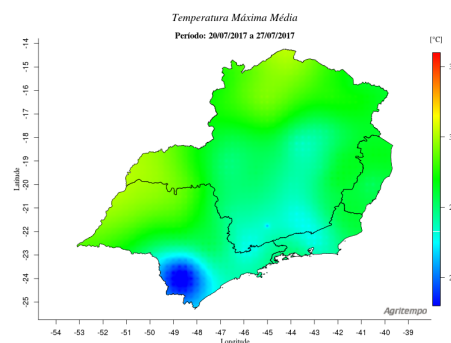 Temperatura Máxima Média
Período: 20/07/2017 a 27/07/2017
[°C]
Latitude
-14
-15
-16
-17
-18
-19
-20
-21
-22
-23
-24
-25
Agritempo
-54 -53 -52 -51 -50 -49 -48 -47 -46 -45 -44 -43 -42 -41 -40 -39
Longitude